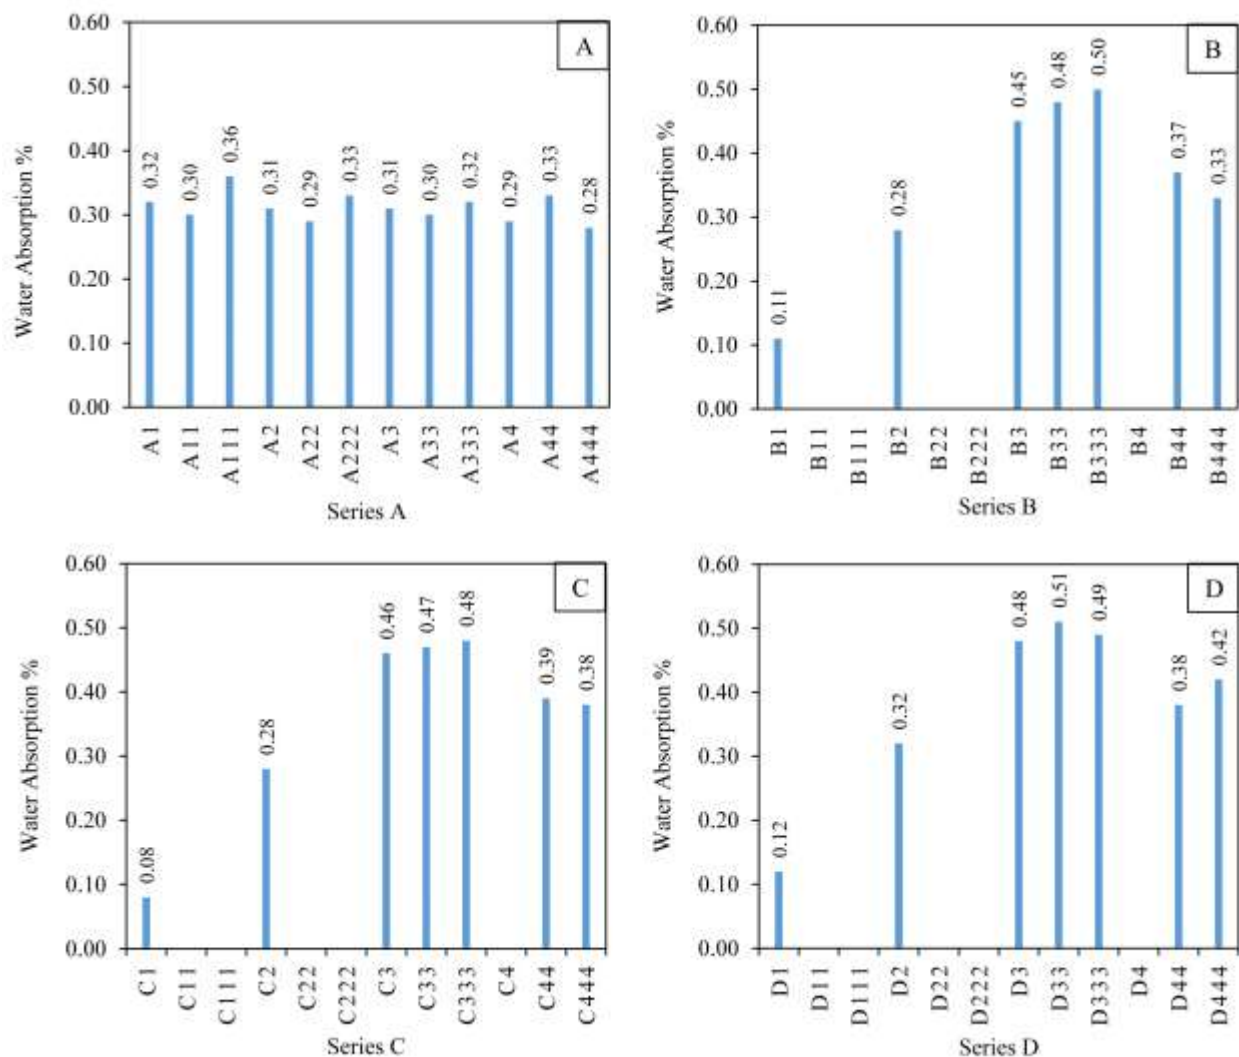 A
Water Absorption %
0.60
0.50
0.40
0.30
0.20
0.10
0.00
0.32
0.30
0.36
0.31
0.29
0.33
0.31
0.30
0.32
0.29
0.33
0.28
A1
A11
A111
A2
A22
A222
A3
A33
A333
A4
A44
A444
Series A
B
Water Absorption %
0.60
0.50
0.40
0.30
0.20
0.10
0.00
0.11
0.28
0.45
0.48
0.50
0.37
0.33
B1
B11
B111
B2
B22
B222
B3
B33
B333
B4
B44
B444
Series B
C
Water Absorption %
0.60
0.50
0.40
0.30
0.20
0.10
0.00
0.08
0.28
0.46
0.47
0.48
0.39
0.38
C1
C11
C111
C2
C22
C222
C3
C33
C333
C4
C44
C444
Series C
D
Water Absorption %
0.60
0.50
0.40
0.30
0.20
0.10
0.00
0.12
0.32
0.48
0.51
0.49
0.38
0.42
D1
D11
D111
D2
D22
D222
D3
D33
D333
D4
D44
D444
Series D